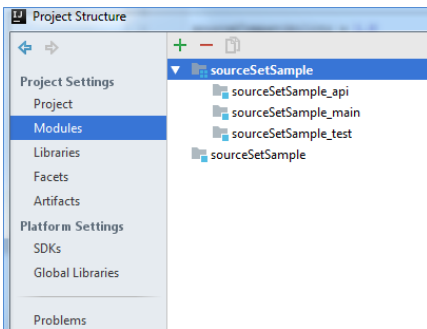 Project Structure
Project Settings
Project
Modules
Libraries
Facets
Artifacts
Platform Settings
SDKs
Global Libraries
Problems
sourceSetSample
sourceSetSample_api
sourceSetSample_main
sourceSetSample_test
sourceSetSample